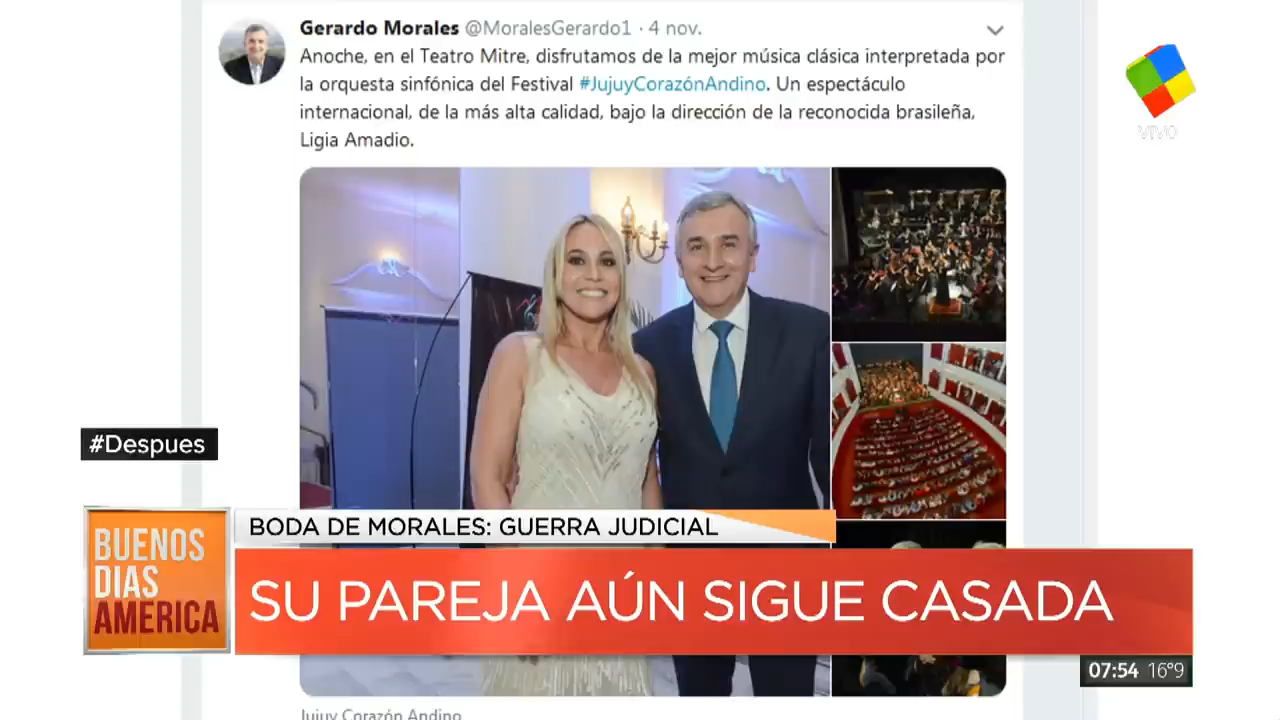 Gerardo Morales @MoralesGerardo1 · 4 nov.
Anoche, en el Teatro Mitre, disfrutamos de la mejor música clásica interpretada por
la orquesta sinfónica del Festival #JujuyCorazónAndino. Un espectáculo
internacional, de la más alta calidad, bajo la dirección de la reconocida brasileña,
Ligia Amadio.
VIVO
#Despues
BUENOS
DIAS
AMERICA
BODA DE MORALES: GUERRA JUDICIAL
SU PAREJA AÚN SIGUE CASADA
07:54 16°9
Jujuy Corazón Andino